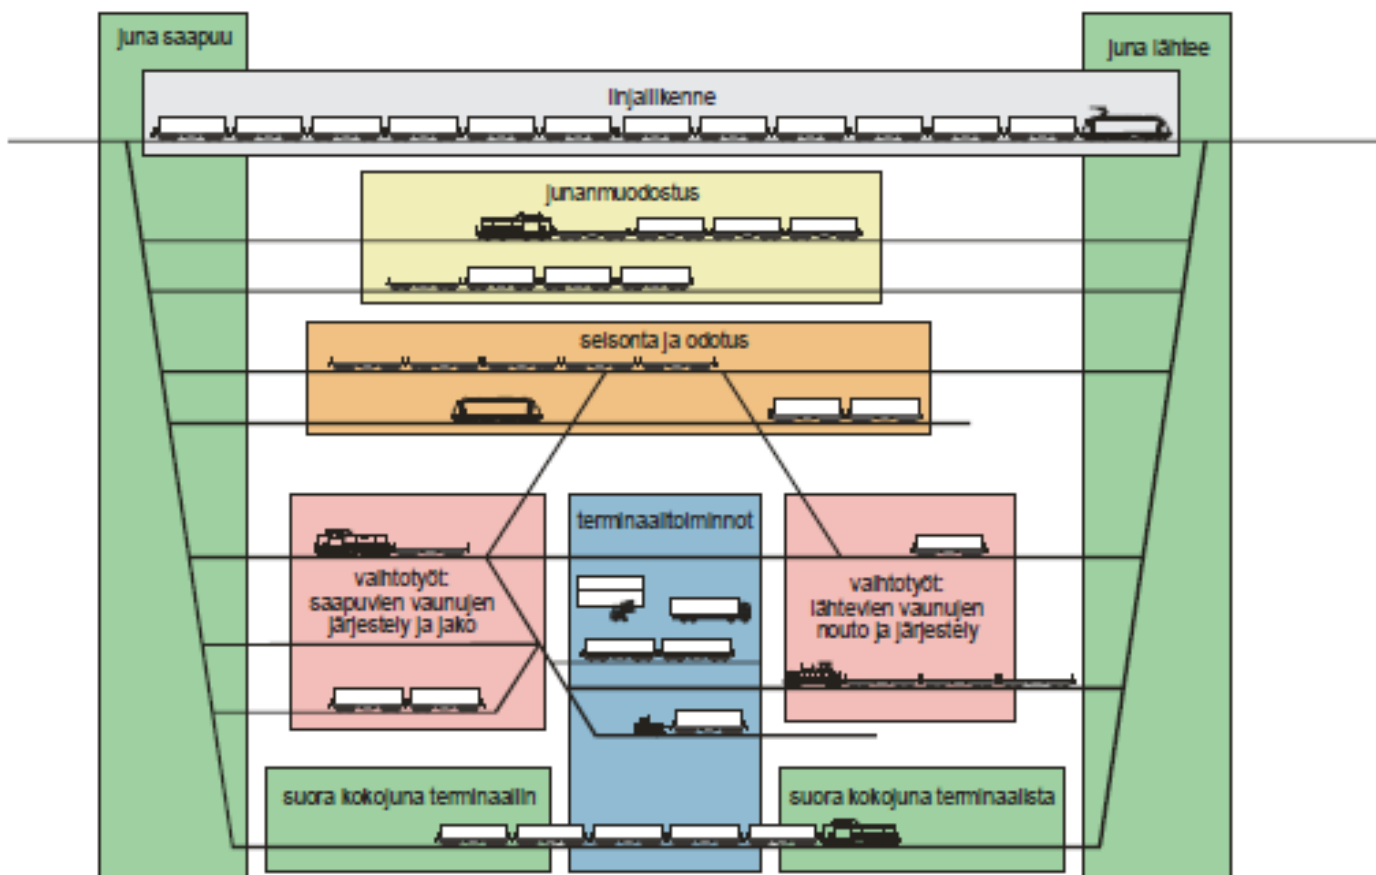 juna saapuu
juna lähtee
linjaliikenne
junanmuodostus
seisonta ja odotus
terminaalitoiminnot
vaihtotyöt:
saapuvien vaunujen
järjestely ja jako
vaihtotyöt:
lähtevien vaunujen
nouto ja järjestely
suora kokojuna terminaaliin
suora kokojuna terminaalista